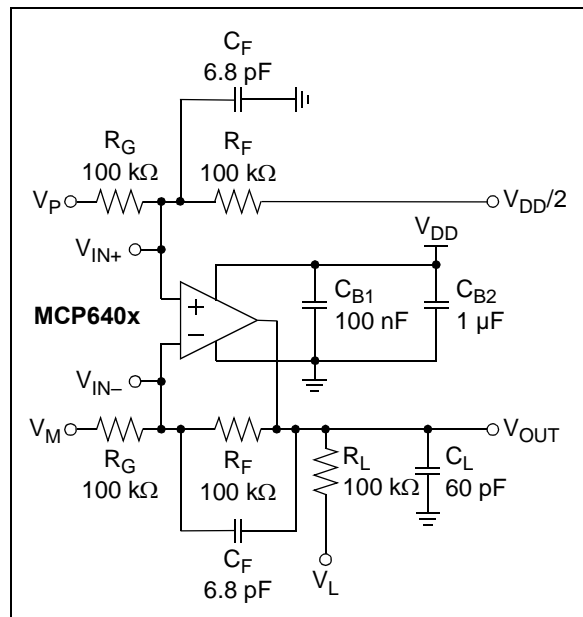 C_F
6.8 pF
R_G
100 kΩ
R_F
100 kΩ
V_P
V_DD/2
V_IN+
V_DD
MCP640x
+
−
C_B1
100 nF
C_B2
1 µF
V_IN–
V_M
V_OUT
R_G
100 kΩ
R_F
100 kΩ
R_L
100 kΩ
C_L
60 pF
C_F
6.8 pF
V_L